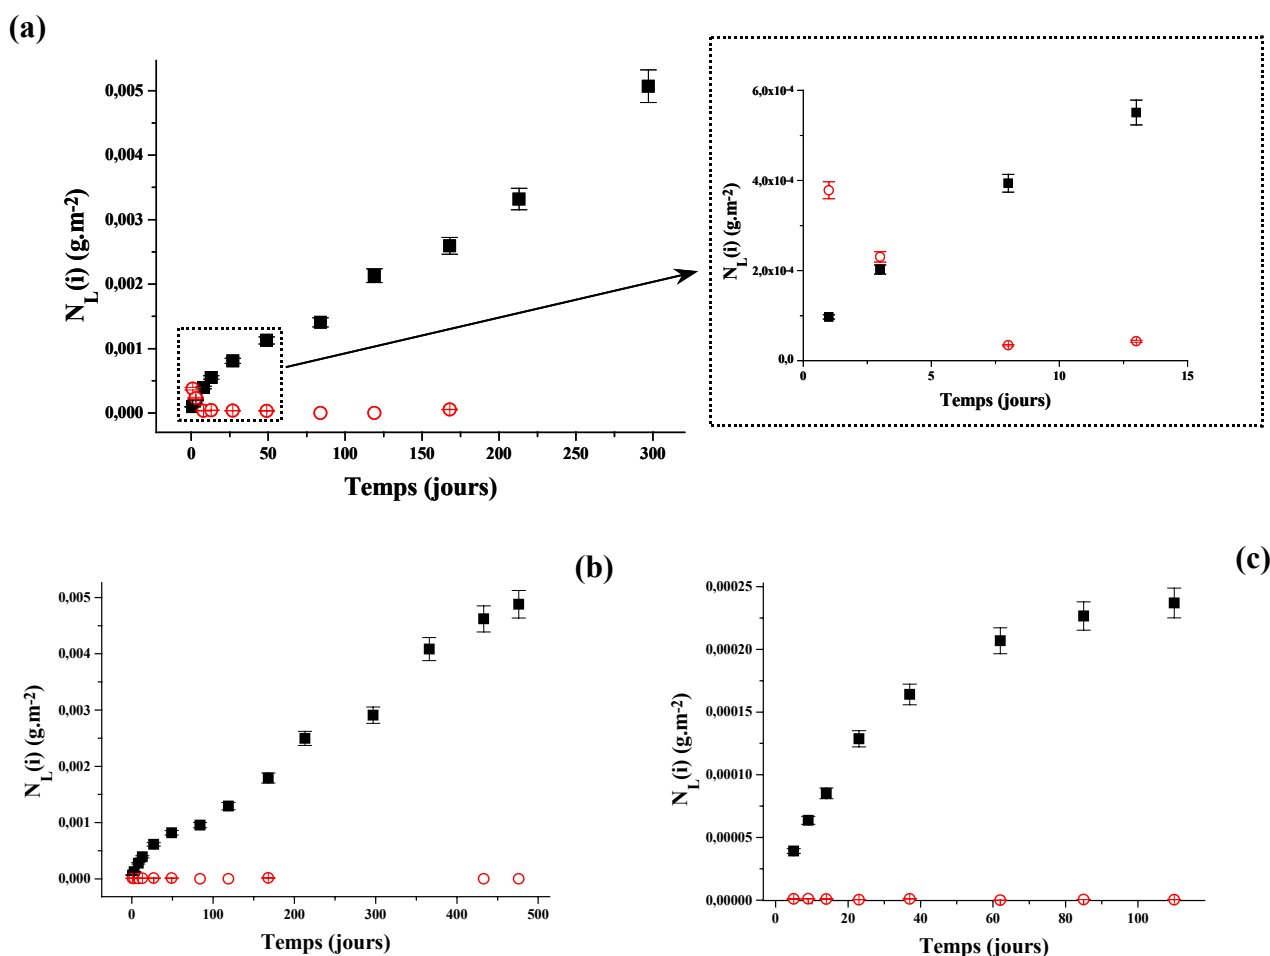 (a)
0,005
0,004
0,003
0,002
0,001
0,000
N_L(i) (g.m-2)
0 50 100 150 200 250 300
Temps (jours)
6,0x10-4
4,0x10-4
2,0x10-4
0,0
N_L(i) (g.m-2)
0 5 10 15
Temps (jours)
(b)
0,005
0,004
0,003
0,002
0,001
0,000
N_L(i) (g.m-2)
0 100 200 300 400 500
Temps (jours)
(c)
0,00025
0,00020
0,00015
0,00010
0,00005
0,00000
N_L(i) (g.m-2)
0 20 40 60 80 100
Temps (jours)